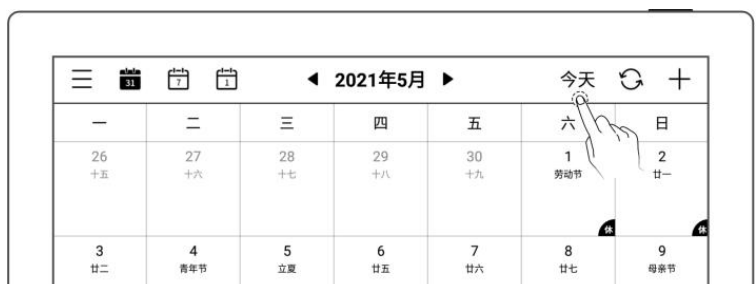 31 7 1 2021年5月 今天
一 二 三 四 五 六 日
26 27 28 29 30 1 2
十五 十六 十七 十八 十九 劳动节 廿一
休 休
3 4 5 6 7 8 9
廿二 青年节 立夏 廿五 廿六 廿七 母亲节